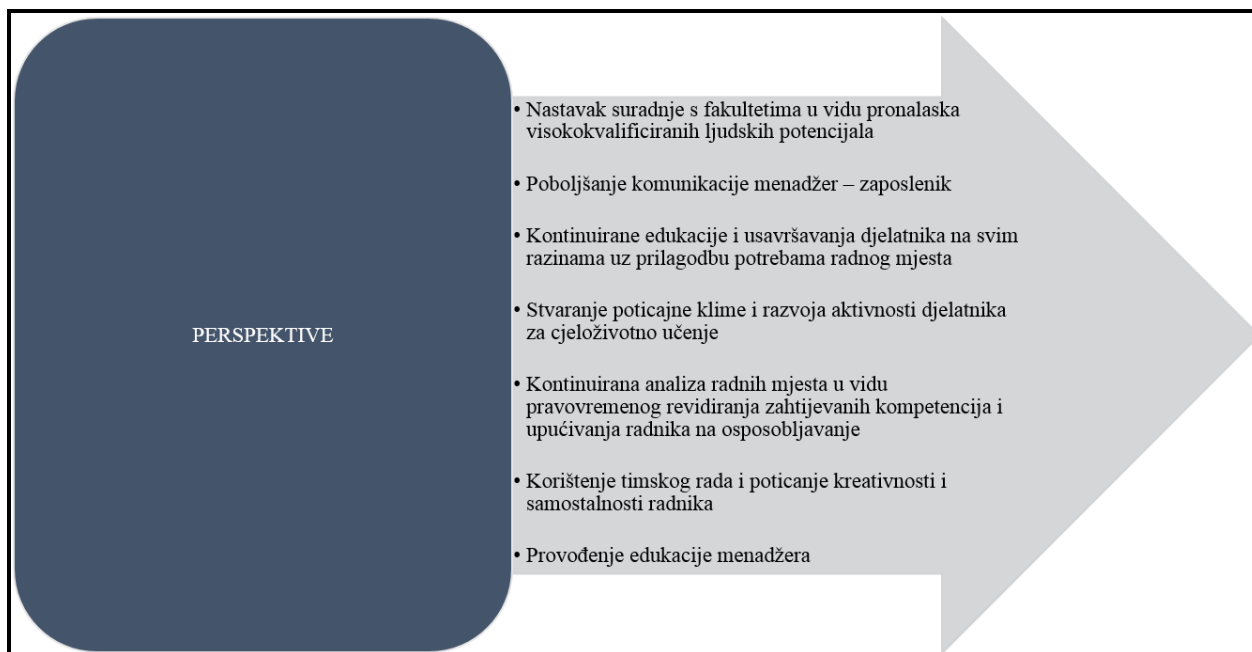 PERSPEKTIVE
• Nastavak suradnje s fakultetima u vidu pronalaska
visokokvalificiranih ljudskih potencijala
• Poboljšanje komunikacije menadžer – zaposlenik
• Kontinuirane edukacije i usavršavanja djelatnika na svim
razinama uz prilagodbu potrebama radnog mjesta
• Stvaranje poticajne klime i razvoja aktivnosti djelatnika
za cjeloživotno učenje
• Kontinuirana analiza radnih mjesta u vidu
pravovremenog revidiranja zahtijevanih kompetencija i
upućivanja radnika na osposobljavanje
• Korištenje timskog rada i poticanje kreativnosti i
samostalnosti radnika
• Provođenje edukacije menadžera